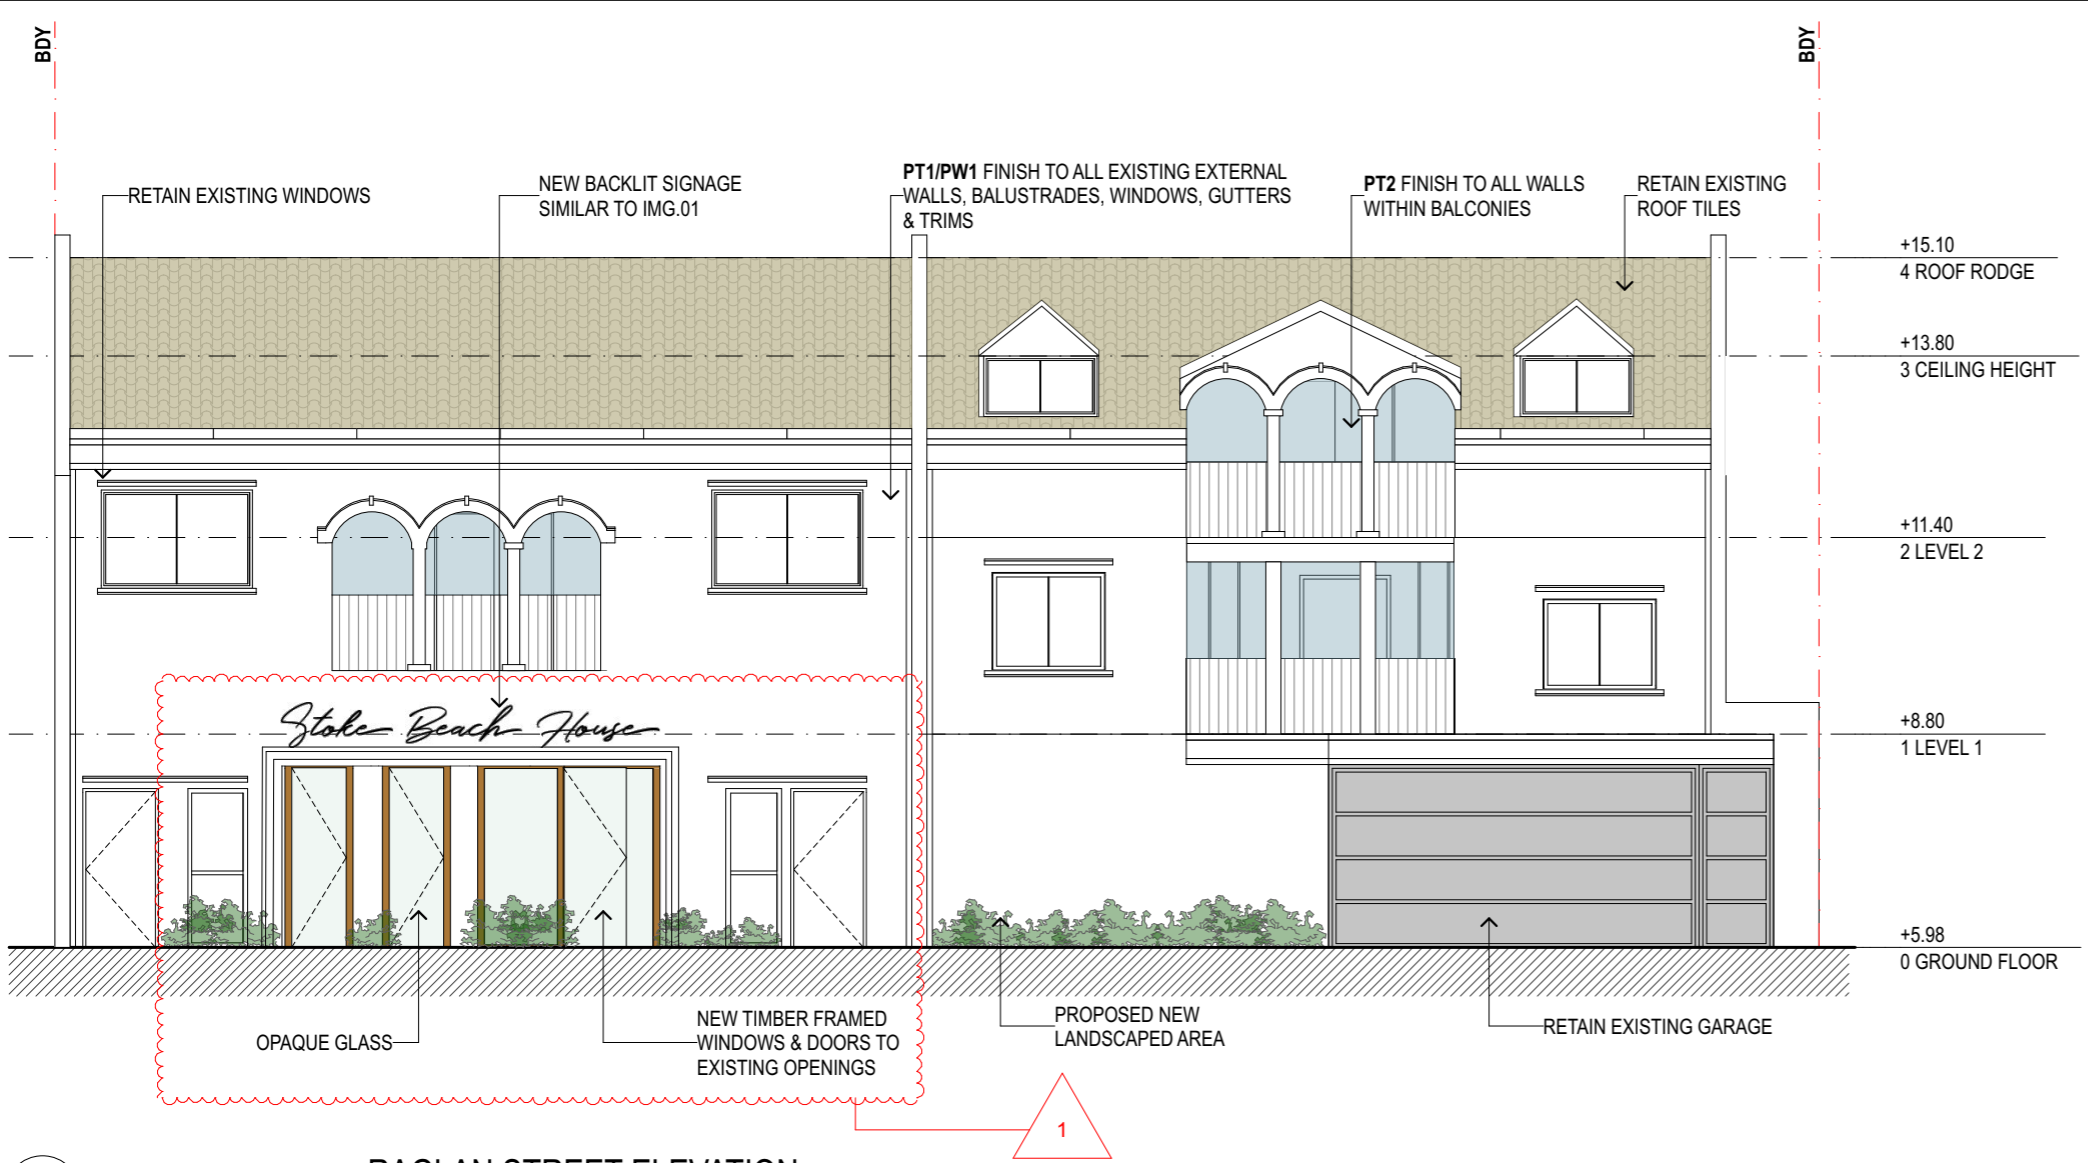 BDY
BDY
RETAIN EXISTING WINDOWS
NEW BACKLIT SIGNAGE
SIMILAR TO IMG.01
PT1/PW1 FINISH TO ALL EXISTING EXTERNAL
WALLS, BALUSTRADES, WINDOWS, GUTTERS
& TRIMS
PT2 FINISH TO ALL WALLS
WITHIN BALCONIES
RETAIN EXISTING
ROOF TILES
+15.10
4 ROOF RODGE
+13.80
3 CEILING HEIGHT
+11.40
2 LEVEL 2
+8.80
1 LEVEL 1
+5.98
0 GROUND FLOOR
Stoke Beach House
OPAQUE GLASS
NEW TIMBER FRAMED
WINDOWS & DOORS TO
EXISTING OPENINGS
PROPOSED NEW
LANDSCAPED AREA
RETAIN EXISTING GARAGE
1
RAGLAN STREET ELEVATION